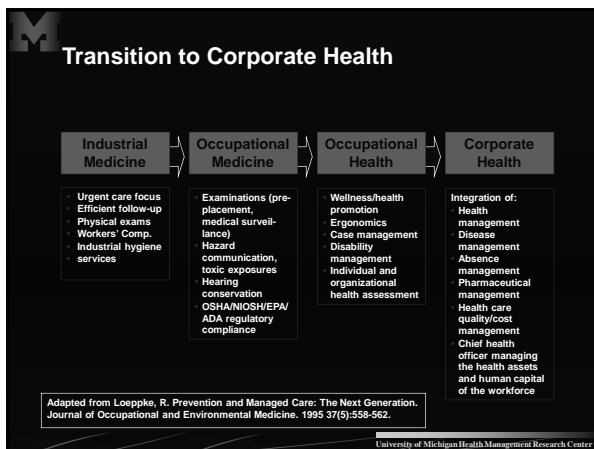 M
Transition to Corporate Health
Industrial
Medicine
Occupational
Medicine
Occupational
Health
Corporate
Health
Urgent care focus
Efficient follow-up
Physical exams
Workers' Comp.
Industrial hygiene
services
Examinations (pre-
placement,
medical surveil-
lance)
Hazard
communication,
toxic exposures
Hearing
conservation
OSHA/NIOSH/EPA/
ADA regulatory
compliance
Wellness/health
promotion
Ergonomics
Case management
Disability
management
Individual and
organizational
health assessment
Integration of:
Health
management
Disease
management
Absence
management
Pharmaceutical
management
Health care
quality/cost
management
Chief health
officer managing
the health assets
and human capital
of the workforce
Adapted from Loeppke, R. Prevention and Managed Care: The Next Generation.
Journal of Occupational and Environmental Medicine. 1995 37(5):558-562.
University of Michigan Health Management Research Center